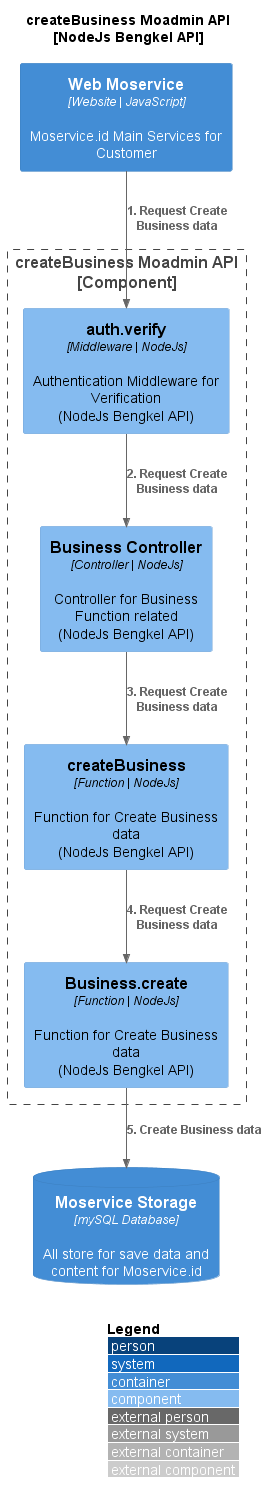 createBusiness Moadmin API
[NodeJs Bengkel API]
Web Moservice
[Website | JavaScript]
Moservice.id Main Services for
Customer
1. Request Create
Business data
createBusiness Moadmin API
[Component]
auth.verify
[Middleware | NodeJs]
Authentication Middleware for
Verification
(NodeJs Bengkel API)
2. Request Create
Business data
Business Controller
[Controller | NodeJs]
Controller for Business
Function related
(NodeJs Bengkel API)
3. Request Create
Business data
createBusiness
[Function | NodeJs]
Function for Create Business
data
(NodeJs Bengkel API)
4. Request Create
Business data
Business.create
[Function | NodeJs]
Function for Create Business
data
(NodeJs Bengkel API)
5. Create Business data
Moservice Storage
[mySQL Database]
All store for save data and
content for Moservice.id
Legend
person
system
container
component
external person
external system
external container
external component